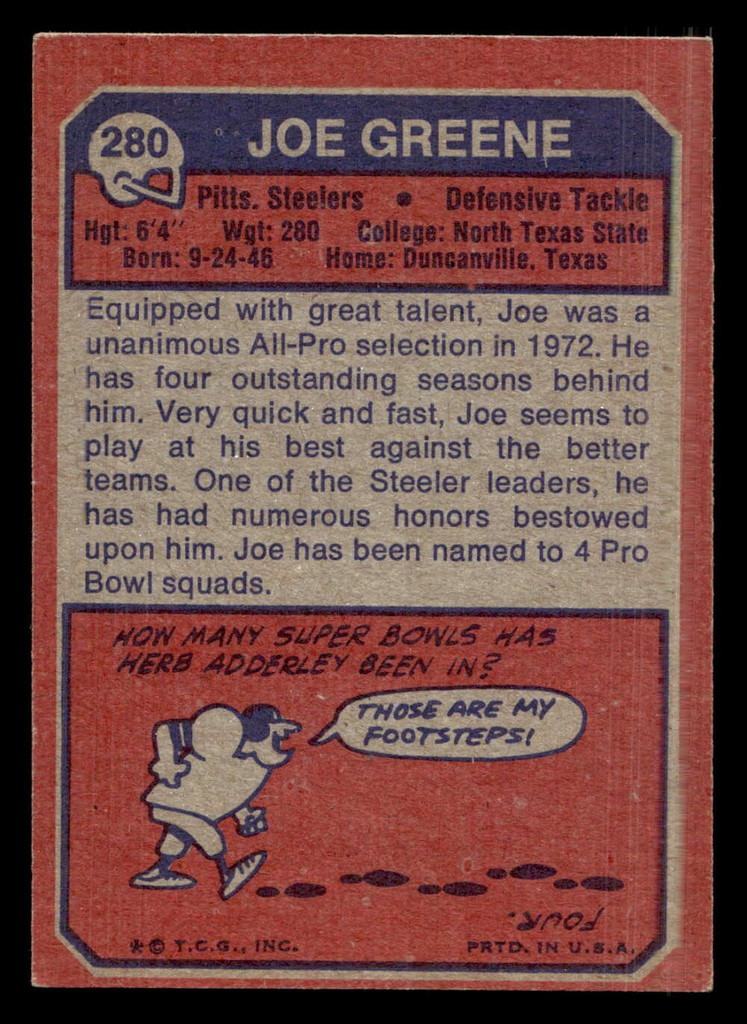 280
JOE GREENE
Pitts. Steelers • Defensive Tackle
Hgt: 6'4" Wgt: 280 College: North Texas State
Born: 9-24-46 Home: Duncanville, Texas
Equipped with great talent, Joe was a
unanimous All-Pro selection in 1972. He
has four outstanding seasons behind
him. Very quick and fast, Joe seems to
play at his best against the better
teams. One of the Steeler leaders, he
has had numerous honors bestowed
upon him. Joe has been named to 4 Pro
Bowl squads.
HOW MANY SUPER BOWLS HAS
HERB ADDERLEY BEEN IN?
THOSE ARE MY
FOOTSTEPS!
FOUR.
* © T.C.G., INC. PRTD. IN U.S.A.